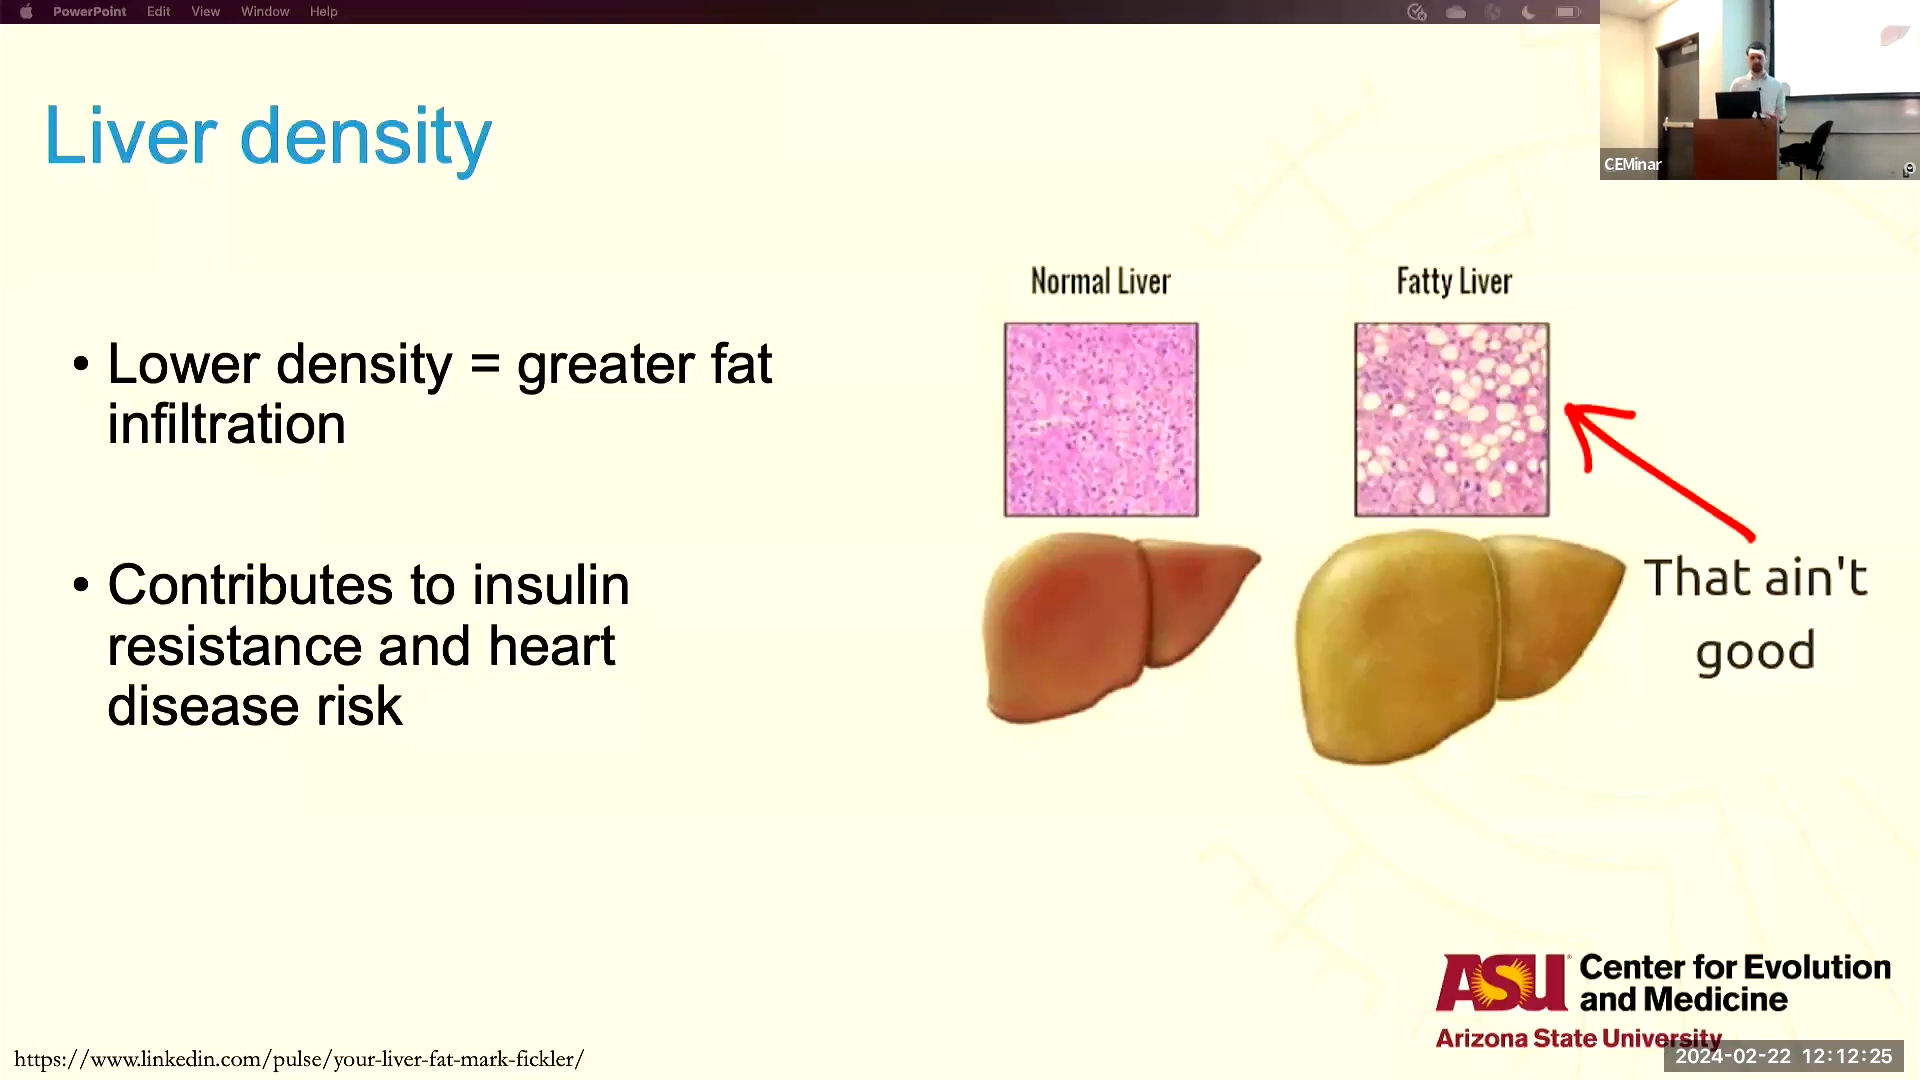 PowerPoint Edit View Window Help
CEMinar
Liver density
• Lower density = greater fat
infiltration
• Contributes to insulin
resistance and heart
disease risk
Normal Liver
Fatty Liver
That ain't
good
ASU Center for Evolution
and Medicine
Arizona State University
https://www.linkedin.com/pulse/your-liver-fat-mark-fickler/
2024-02-22 12:12:25